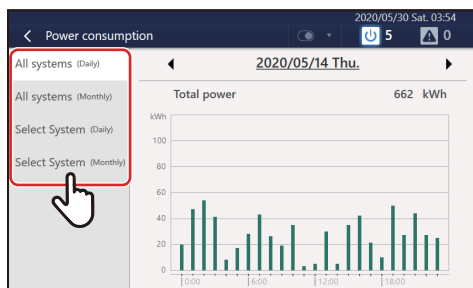 2020/05/30 Sat. 03:54
Power consumption
5
0
All systems (Daily)
All systems (Monthly)
Select System (Daily)
Select System (Monthly)
2020/05/14 Thu.
Total power 662 kWh
kWh
100
80
60
40
20
0
0:00 6:00 12:00 18:00